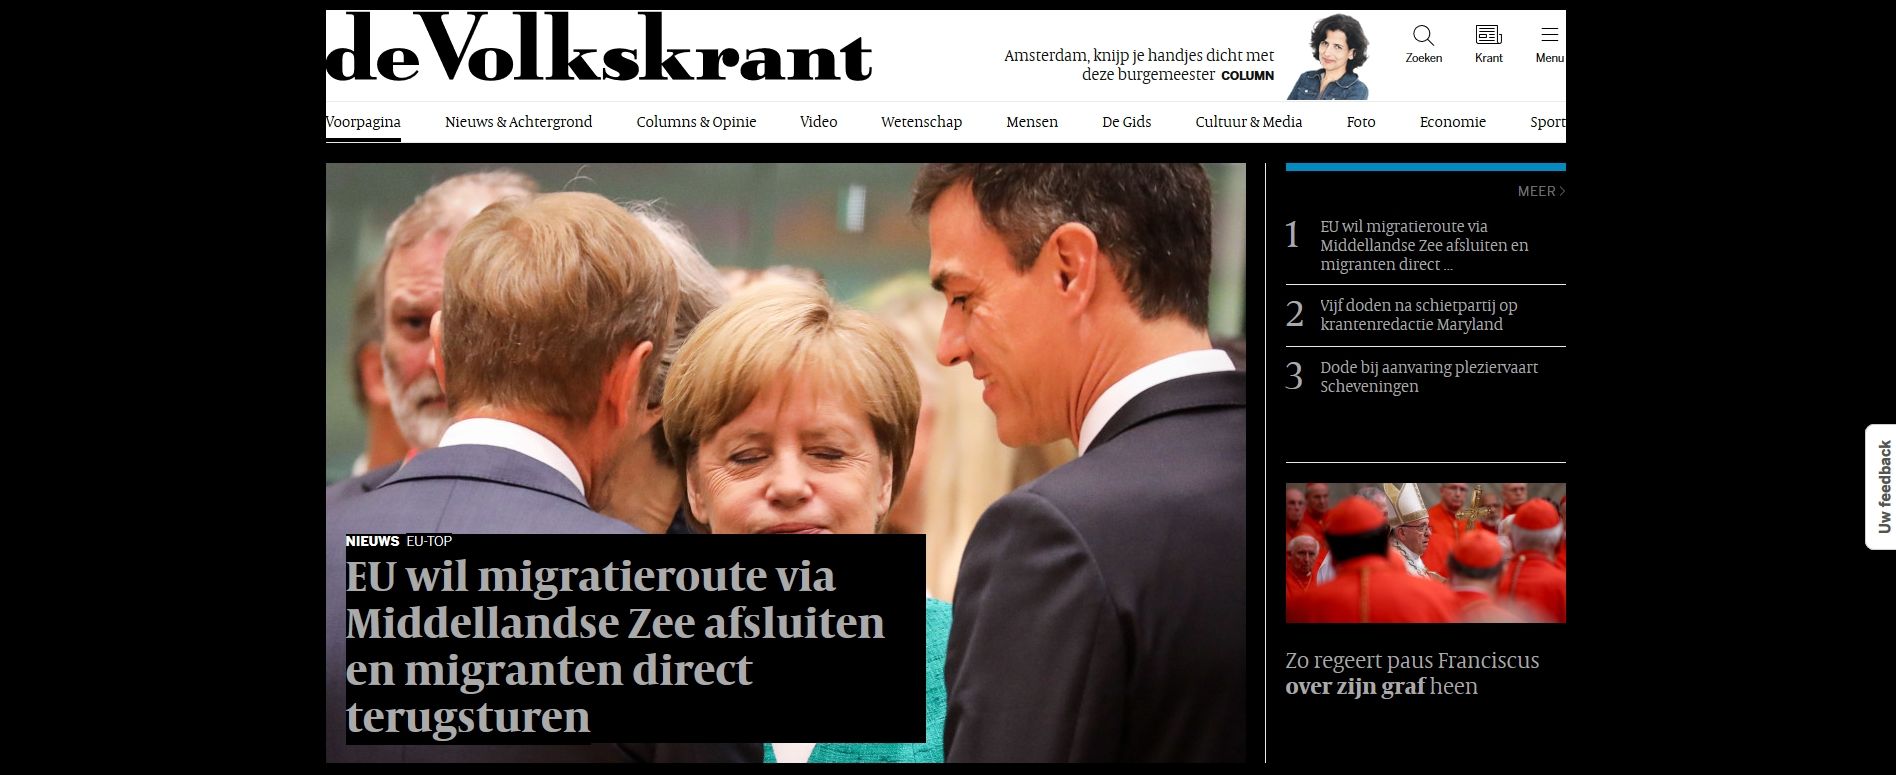 de Volkskrant
Amsterdam, knijp je handjes dicht met
deze burgemeester COLUMN
Zoeken
Krant
Menu
Voorpagina
Nieuws & Achtergrond
Columns & Opinie
Video
Wetenschap
Mensen
De Gids
Cultuur & Media
Foto
Economie
Sport
NIEUWS EU-TOP
EU wil migratieroute via
Middellandse Zee afsluiten
en migranten direct
terugsturen
MEER >
1
EU wil migratieroute via
Middellandse Zee afsluiten en
migranten direct ...
2
Vijf doden na schietpartij op
krantenredactie Maryland
3
Dode bij aanvaring pleziervaart
Scheveningen
Zo regeert paus Franciscus
over zijn graf heen
Uw feedback